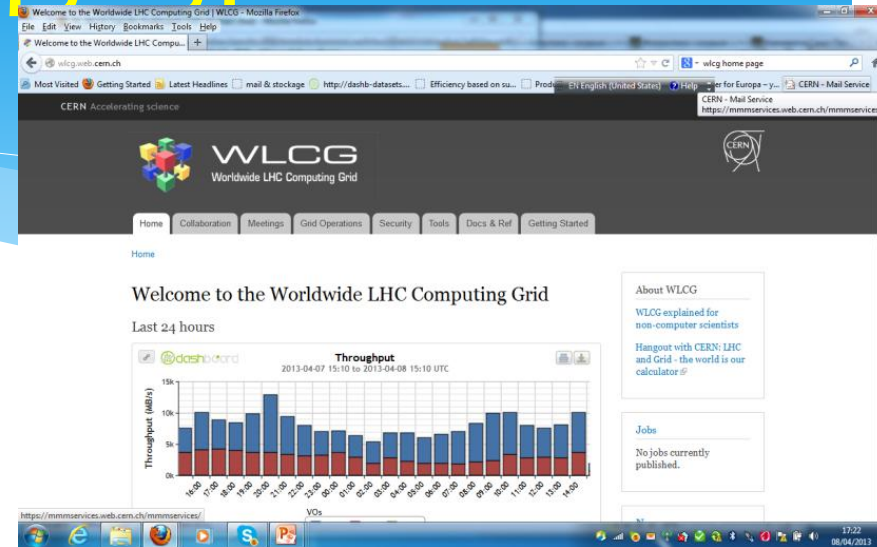 Welcome to the Worldwide LHC Computing Grid | WLCG - Mozilla Firefox
File Edit View History Bookmarks Tools Help
Welcome to the Worldwide LHC Compu... +
wlcg.web.cern.ch
wlcg home page
Most Visited Getting Started Latest Headlines mail & stockage http://dashb-datasets.... Efficiency based on su... Produ EN English (United States) Help er for Europa – y... CERN - Mail Service
CERN Accelerating science
CERN - Mail Service
https://mmmservices.web.cern.ch/mmmservices
WLCG
Worldwide LHC Computing Grid
CERN
Home Collaboration Meetings Grid Operations Security Tools Docs & Ref Getting Started
Home
Welcome to the Worldwide LHC Computing Grid
Last 24 hours
dashboard
Throughput
2013-04-07 15:10 to 2013-04-08 15:10 UTC
Throughput (MB/s)
15k
10k
5k
0k
16:00 17:00 18:00 19:00 20:00 21:00 22:00 23:00 00:00 01:00 02:00 03:00 04:00 05:00 06:00 07:00 08:00 09:00 10:00 11:00 12:00 13:00 14:00
VOs
About WLCG
WLCG explained for
non-computer scientists
Hangout with CERN: LHC
and Grid - the world is our
calculator
Jobs
No jobs currently
published.
https://mmmservices.web.cern.ch/mmmservices/
17:22
08/04/2013